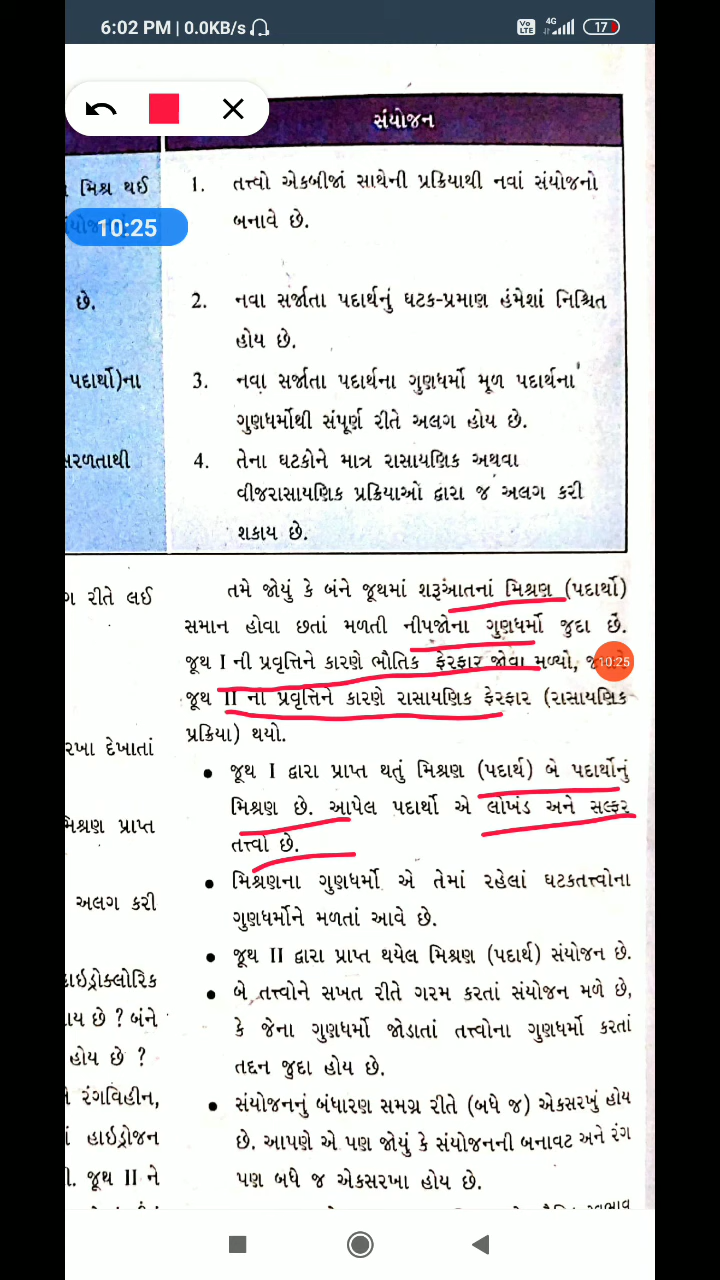 6:02 PM | 0.0KB/s
Vo LTE 4G 17
સંયોજન
મિશ્ર થઈ
10:25
છે.
પદાર્થો)ના
સરળતાથી
1. તત્ત્વો એકબીજાં સાથેની પ્રક્રિયાથી નવાં સંયોજનો
બનાવે છે.
2. નવા સર્જાતા પદાર્થનું ઘટક-પ્રમાણ હંમેશાં નિશ્ચિત
હોય છે.
3. નવા સર્જાતા પદાર્થના ગુણધર્મો મૂળ પદાર્થના
ગુણધર્મોથી સંપૂર્ણ રીતે અલગ હોય છે.
4. તેના ઘટકોને માત્ર રાસાયણિક અથવા
વીજરાસાયણિક પ્રક્રિયાઓ દ્વારા જ અલગ કરી
શકાય છે.
રીતે લઈ
રખા દેખાતાં
મિશ્રણ પ્રાપ્ત
અલગ કરી
હાઇડ્રોક્લોરિક
થાય છે ? બંને
હોય છે ?
રંગવિહીન,
હાઇડ્રોજન
જૂથ II ને
તમે જોયું કે બંને જૂથમાં શરૂઆતનાં મિશ્રણ (પદાર્થો)
સમાન હોવા છતાં મળતી નીપજોના ગુણધર્મો જુદા છે.
જૂથ I ની પ્રવૃત્તિને કારણે ભૌતિક ફેરફાર જોવા મળ્યો, 10:25
જૂથ II ના પ્રવૃત્તિને કારણે રાસાયણિક ફેરફાર (રાસાયણિક
પ્રક્રિયા) થયો.
• જૂથ I દ્વારા પ્રાપ્ત થતું મિશ્રણ (પદાર્થ) બે પદાર્થોનું
મિશ્રણ છે. આપેલ પદાર્થો એ લોખંડ અને સલ્ફર
તત્ત્વો છે.
• મિશ્રણના ગુણધર્મો એ તેમાં રહેલાં ઘટકતત્ત્વોના
ગુણધર્મોને મળતાં આવે છે.
• જૂથ II દ્વારા પ્રાપ્ત થયેલ મિશ્રણ (પદાર્થ) સંયોજન છે.
• બે તત્ત્વોને સખત રીતે ગરમ કરતાં સંયોજન મળે છે,
કે જેના ગુણધર્મો જોડાતાં તત્ત્વોના ગુણધર્મો કરતાં
તદ્દન જુદા હોય છે.
• સંયોજનનું બંધારણ સમગ્ર રીતે (બધે જ) એકસરખું હોય
છે. આપણે એ પણ જોયું કે સંયોજનની બનાવટ અને રંગ
પણ બધે જ એકસરખા હોય છે.